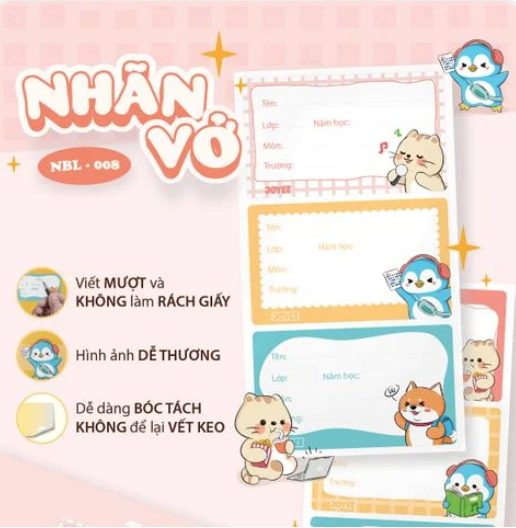 NHÃN
VỞ
NBL - 008
Viết MƯỢT và
KHÔNG làm RÁCH GIẤY
Hình ảnh DỄ THƯƠNG
Dễ dàng BÓC TÁCH
KHÔNG để lại VẾT KEO
Tên:
Lớp: Năm học:
Môn:
Trường:
JOYEE
Tên:
Lớp: Năm học:
Môn:
Trường:
JOYEE
Tên:
Lớp: Năm học:
JOYEE
Trường: